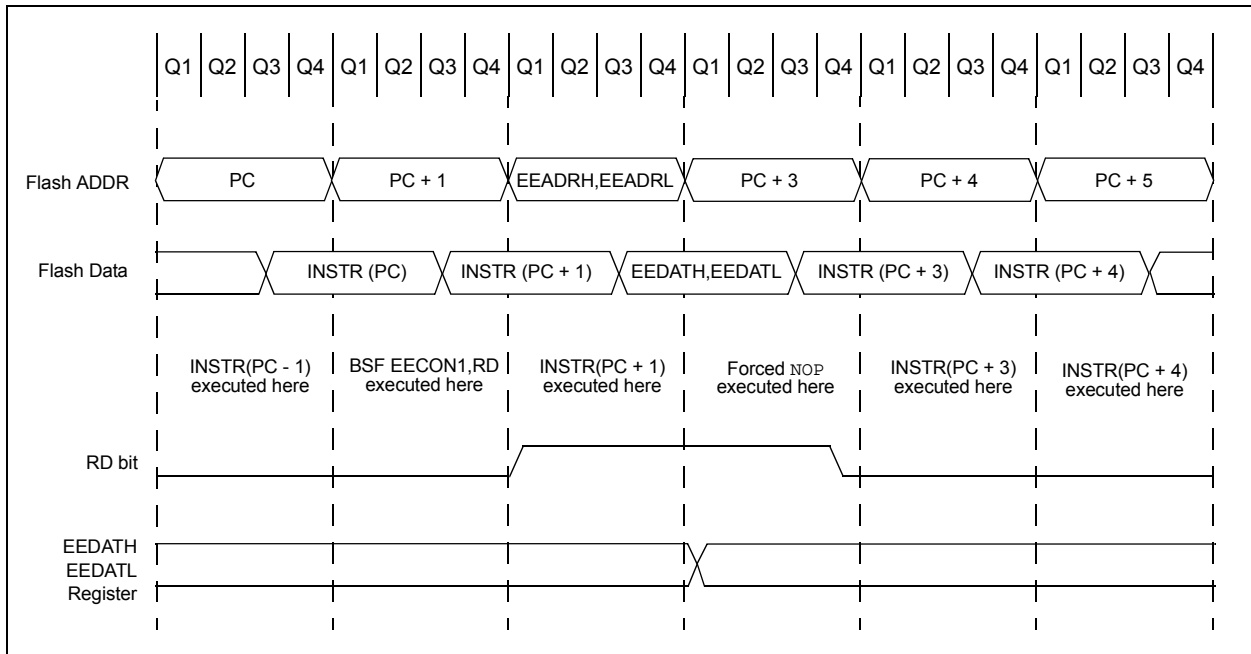 Q1 Q2 Q3 Q4 Q1 Q2 Q3 Q4 Q1 Q2 Q3 Q4 Q1 Q2 Q3 Q4 Q1 Q2 Q3 Q4 Q1 Q2 Q3 Q4
Flash ADDR PC PC + 1 EEADRH,EEADRL PC + 3 PC + 4 PC + 5
Flash Data INSTR (PC) INSTR (PC + 1) EEDATH,EEDATL INSTR (PC + 3) INSTR (PC + 4)
INSTR(PC - 1) BSF EECON1,RD INSTR(PC + 1) Forced NOP INSTR(PC + 3) INSTR(PC + 4)
executed here executed here executed here executed here executed here executed here
RD bit
EEDATH
EEDATL
Register